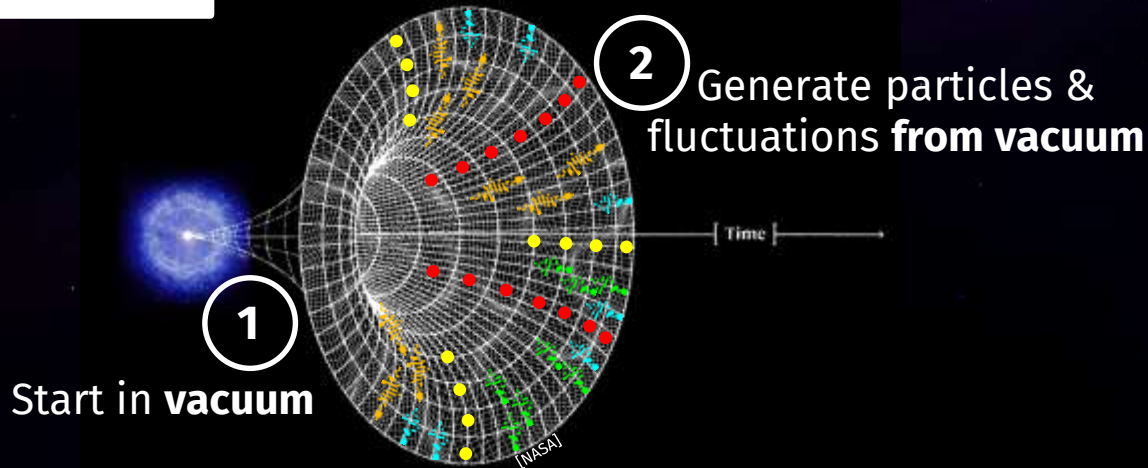 2
Generate particles &
fluctuations from vacuum
[ Time ]
1
Start in vacuum
[NASA]